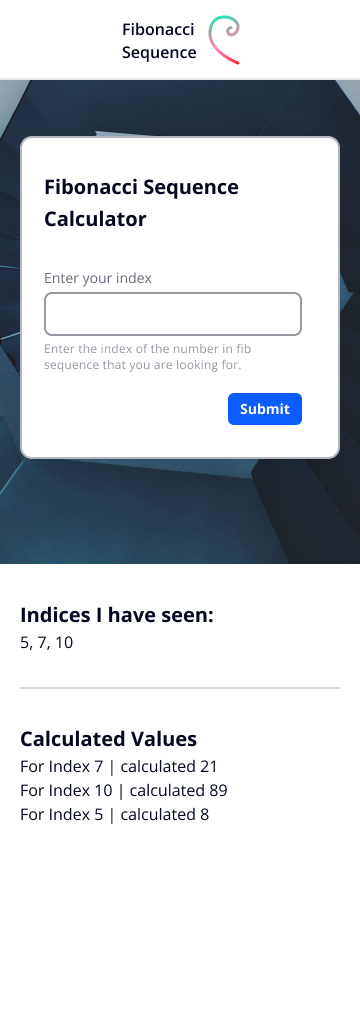 Fibonacci
Sequence
Fibonacci Sequence
Calculator
Enter your index
Enter the index of the number in fib
sequence that you are looking for.
Submit
Indices I have seen:
5, 7, 10
Calculated Values
For Index 7 | calculated 21
For Index 10 | calculated 89
For Index 5 | calculated 8